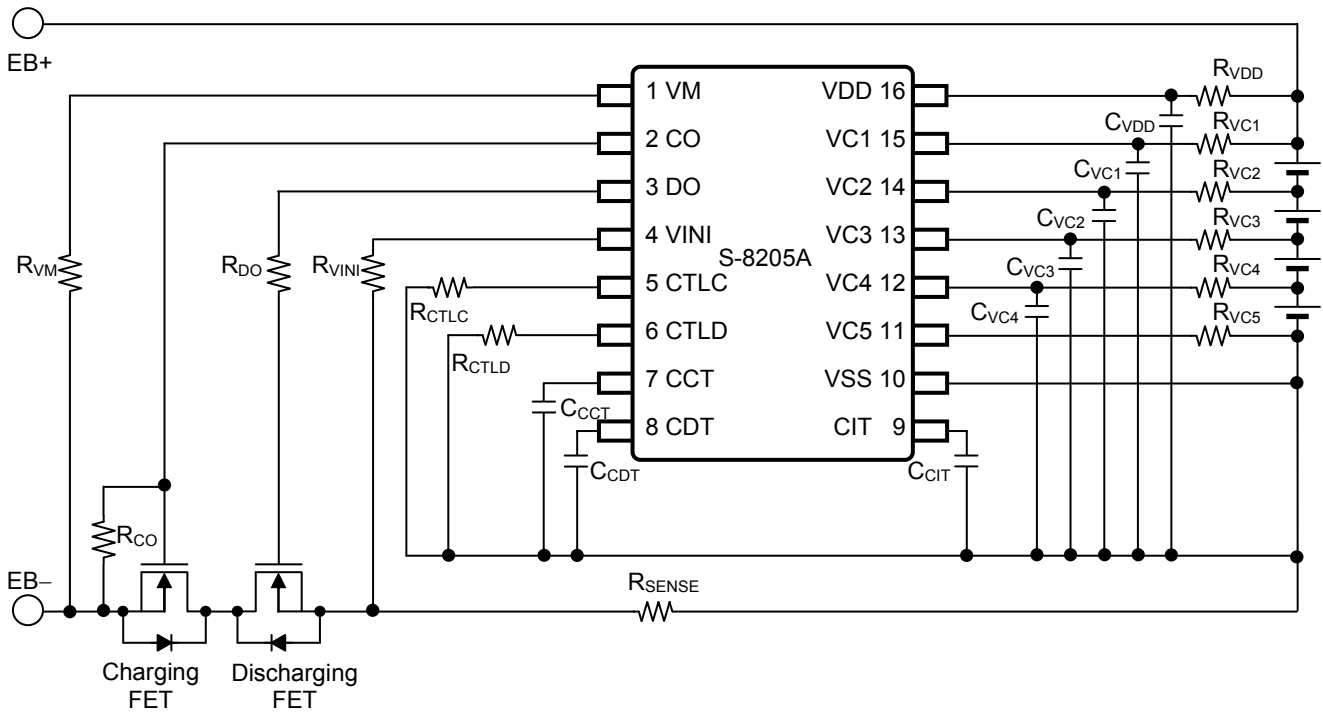 EB+
1 VM
2 CO
3 DO
4 VINI
5 CTLC
6 CTLD
7 CCT
8 CDT
S-8205A
VDD 16
VC1 15
VC2 14
VC3 13
VC4 12
VC5 11
VSS 10
CIT 9
RVDD
CVDD
RVC1
CVC1
RVC2
CVC2
RVC3
CVC3
RVC4
CVC4
RVC5
RVM
RDO
RVINI
RCTLC
RCTLD
CCCT
CCDT
CCIT
RCO
EB−
RSENSE
Charging
FET
Discharging
FET